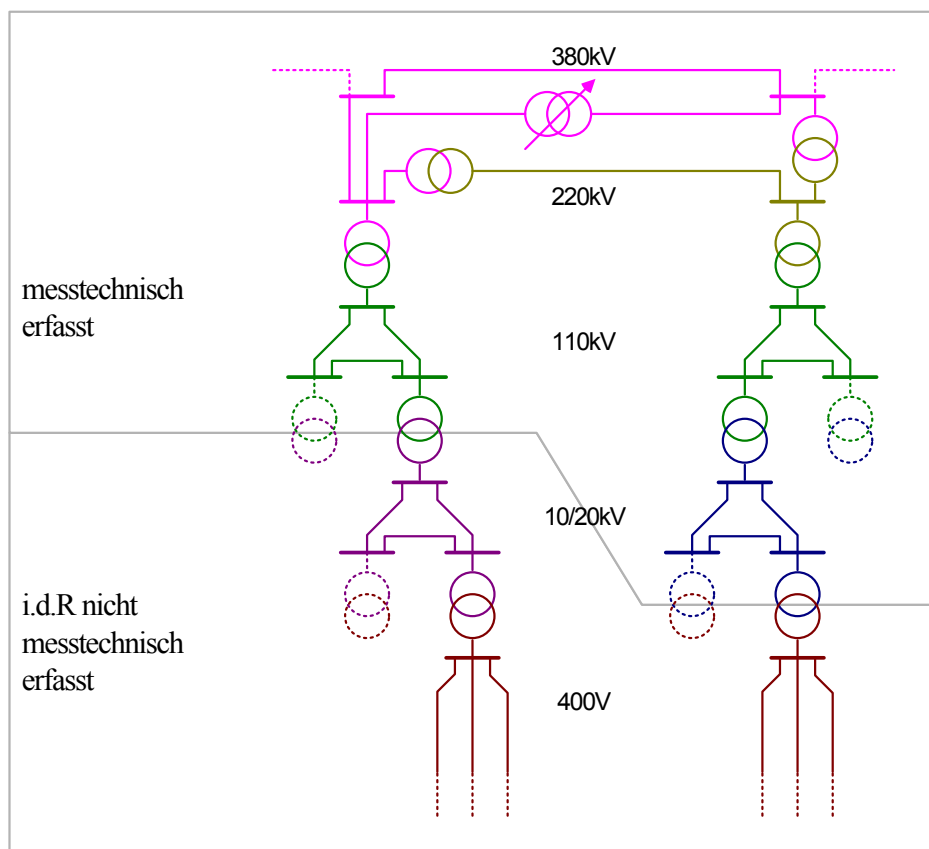 380kV
220kV
messtechnisch
erfasst
110kV
10/20kV
i.d.R nicht
messtechnisch
erfasst
400V